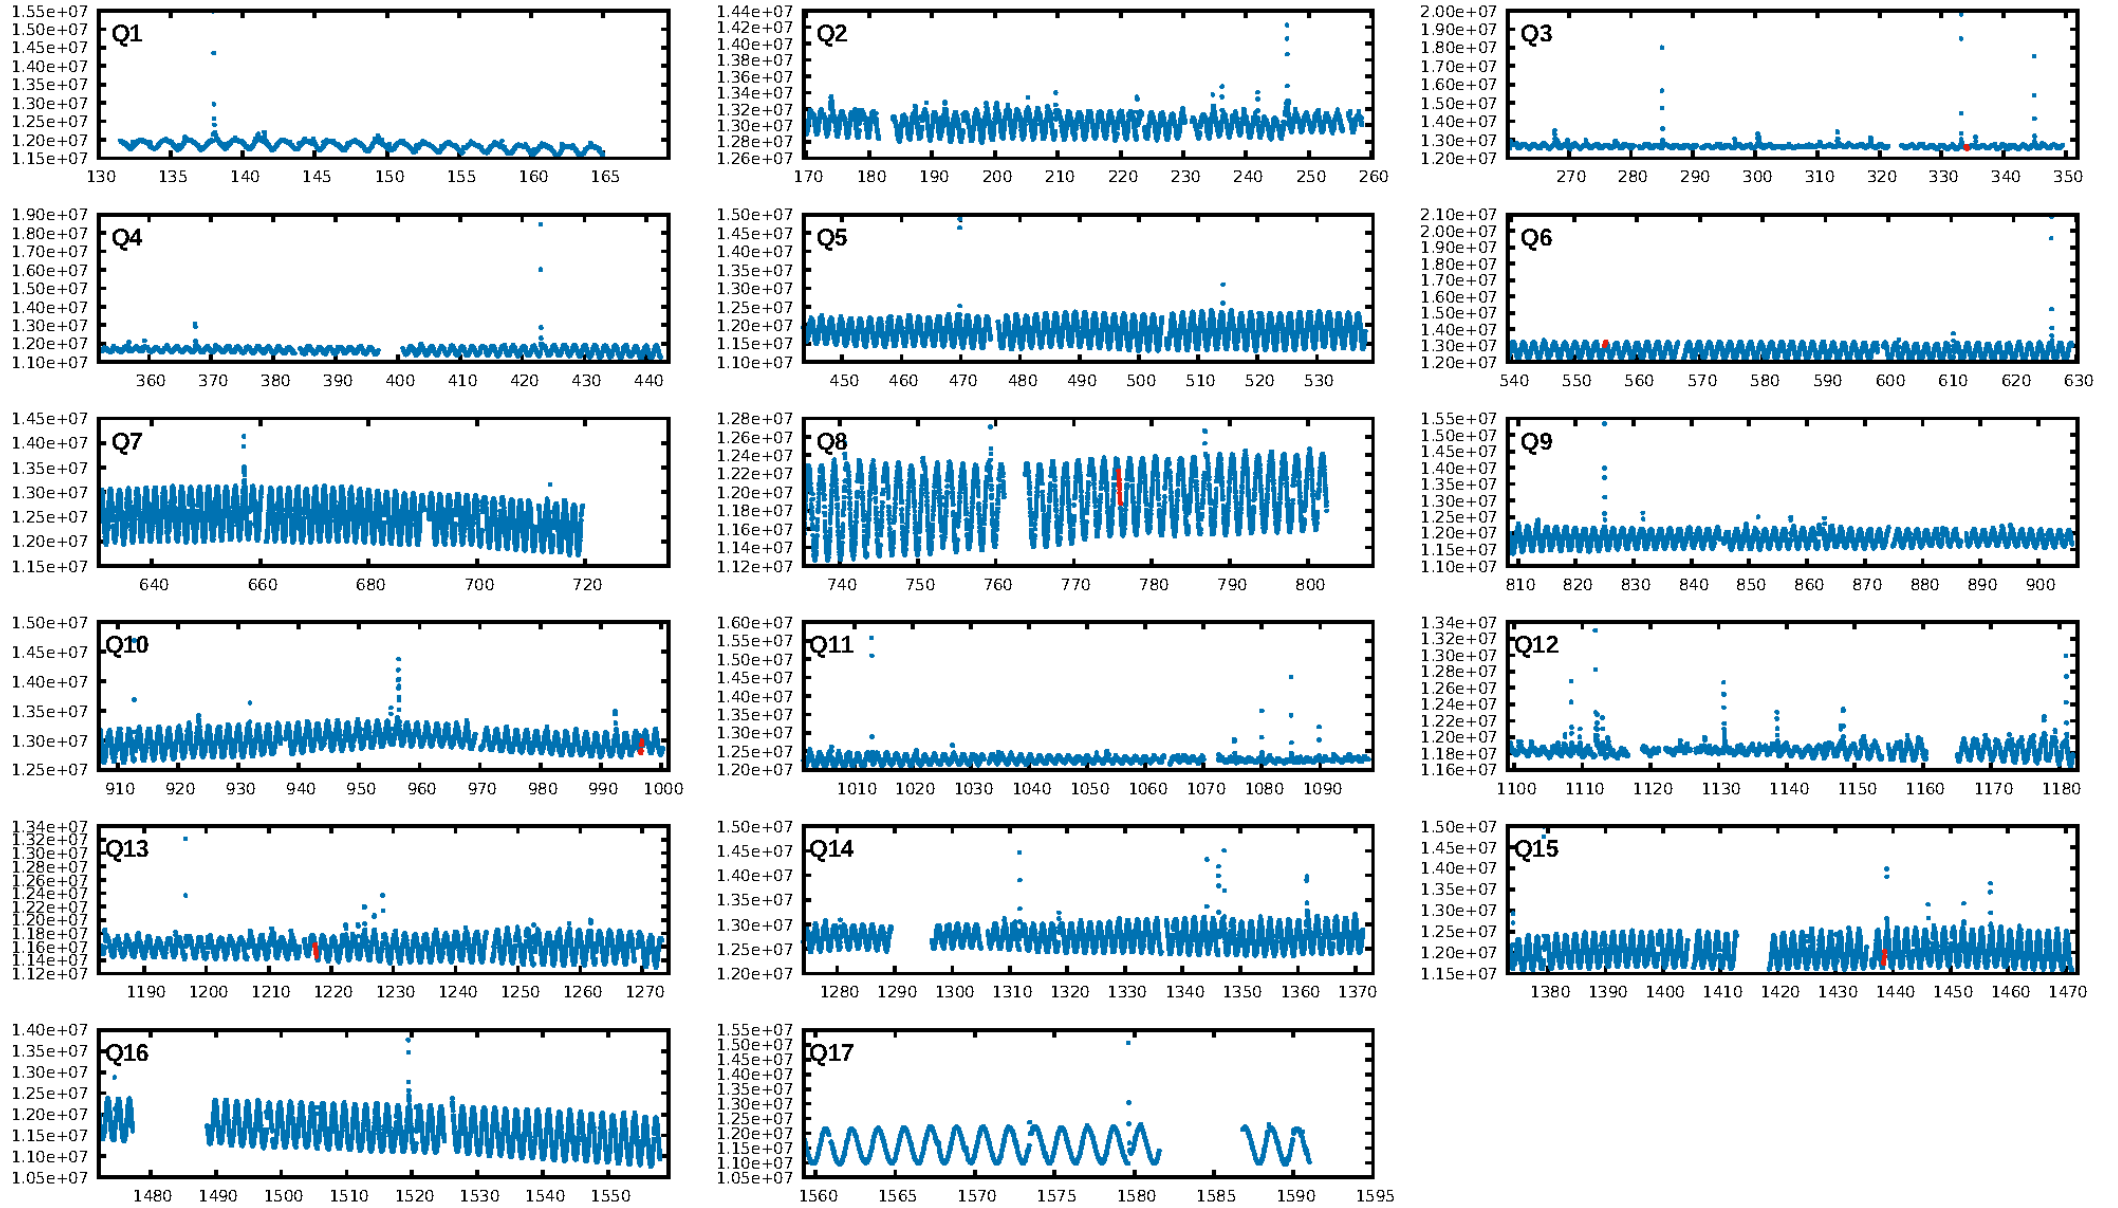 1.55e+07
1.50e+07
1.45e+07
1.40e+07
1.35e+07
1.30e+07
1.25e+07
1.20e+07
1.15e+07
Q1
130 135 140 145 150 155 160 165
1.44e+07
1.42e+07
1.40e+07
1.38e+07
1.36e+07
1.34e+07
1.32e+07
1.30e+07
1.28e+07
1.26e+07
Q2
170 180 190 200 210 220 230 240 250 260
2.00e+07
1.90e+07
1.80e+07
1.70e+07
1.60e+07
1.50e+07
1.40e+07
1.30e+07
1.20e+07
Q3
270 280 290 300 310 320 330 340 350
1.90e+07
1.80e+07
1.70e+07
1.60e+07
1.50e+07
1.40e+07
1.30e+07
1.20e+07
1.10e+07
Q4
360 370 380 390 400 410 420 430 440
1.50e+07
1.45e+07
1.40e+07
1.35e+07
1.30e+07
1.25e+07
1.20e+07
1.15e+07
1.10e+07
Q5
450 460 470 480 490 500 510 520 530
2.10e+07
2.00e+07
1.90e+07
1.80e+07
1.70e+07
1.60e+07
1.50e+07
1.40e+07
1.30e+07
1.20e+07
Q6
540 550 560 570 580 590 600 610 620 630
1.45e+07
1.40e+07
1.35e+07
1.30e+07
1.25e+07
1.20e+07
1.15e+07
Q7
640 660 680 700 720
1.28e+07
1.26e+07
1.24e+07
1.22e+07
1.20e+07
1.18e+07
1.16e+07
1.14e+07
1.12e+07
Q8
740 750 760 770 780 790 800
1.55e+07
1.50e+07
1.45e+07
1.40e+07
1.35e+07
1.30e+07
1.25e+07
1.20e+07
1.15e+07
1.10e+07
Q9
810 820 830 840 850 860 870 880 890 900
1.50e+07
1.45e+07
1.40e+07
1.35e+07
1.30e+07
1.25e+07
Q10
910 920 930 940 950 960 970 980 990 1000
1.60e+07
1.55e+07
1.50e+07
1.45e+07
1.40e+07
1.35e+07
1.30e+07
1.25e+07
1.20e+07
Q11
1010 1020 1030 1040 1050 1060 1070 1080 1090
1.34e+07
1.32e+07
1.30e+07
1.28e+07
1.26e+07
1.24e+07
1.22e+07
1.20e+07
1.18e+07
1.16e+07
Q12
1100 1110 1120 1130 1140 1150 1160 1170 1180
1.34e+07
1.32e+07
1.30e+07
1.28e+07
1.26e+07
1.24e+07
1.22e+07
1.20e+07
1.18e+07
1.16e+07
1.14e+07
1.12e+07
Q13
1190 1200 1210 1220 1230 1240 1250 1260 1270
1.50e+07
1.45e+07
1.40e+07
1.35e+07
1.30e+07
1.25e+07
1.20e+07
Q14
1280 1290 1300 1310 1320 1330 1340 1350 1360 1370
1.50e+07
1.45e+07
1.40e+07
1.35e+07
1.30e+07
1.25e+07
1.20e+07
1.15e+07
Q15
1380 1390 1400 1410 1420 1430 1440 1450 1460 1470
1.40e+07
1.35e+07
1.30e+07
1.25e+07
1.20e+07
1.15e+07
1.10e+07
1.05e+07
Q16
1480 1490 1500 1510 1520 1530 1540 1550
1.55e+07
1.50e+07
1.45e+07
1.40e+07
1.35e+07
1.30e+07
1.25e+07
1.20e+07
1.15e+07
1.10e+07
1.05e+07
Q17
1560 1565 1570 1575 1580 1585 1590 1595